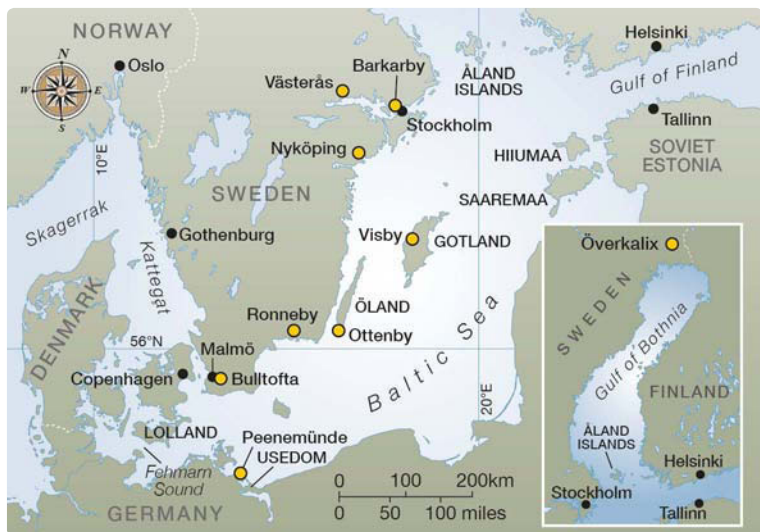 NORWAY
Oslo
N
W
E
S
Helsinki
Gulf of Finland
Tallinn
SOVIET
ESTONIA
Barkarby
Västerås
ÅLAND
ISLANDS
Stockholm
Nyköping
HIIUMAA
SAAREMAA
10°E
SWEDEN
Skagerrak
Gothenburg
Kattegat
Visby
GOTLAND
DENMARK
ÖLAND
Ronneby
Ottenby
56°N
Malmö
Copenhagen
Bulltofta
Baltic Sea
20°E
LOLLAND
Peenemünde
USEDOM
Fehmarn
Sound
GERMANY
0 100 200km
0 50 100 miles
Överkalix
SWEDEN
Gulf of Bothnia
FINLAND
ÅLAND
ISLANDS
Helsinki
Stockholm
Tallinn